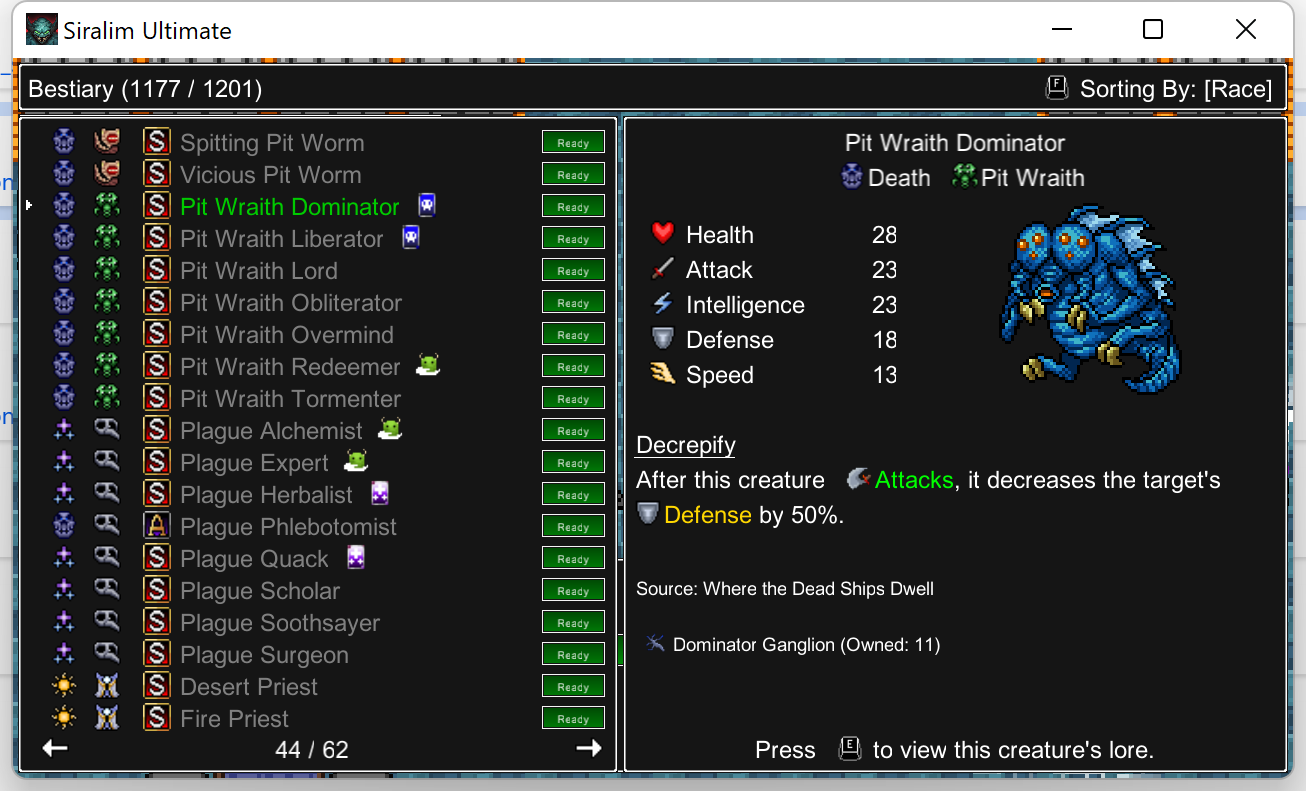 Siralim Ultimate
Bestiary (1177 / 1201)
F Sorting By: [Race]
S Spitting Pit Worm Ready
S Vicious Pit Worm Ready
S Pit Wraith Dominator Ready
S Pit Wraith Liberator Ready
S Pit Wraith Lord Ready
S Pit Wraith Obliterator Ready
S Pit Wraith Overmind Ready
S Pit Wraith Redeemer Ready
S Pit Wraith Tormenter Ready
S Plague Alchemist Ready
S Plague Expert Ready
S Plague Herbalist Ready
A Plague Phlebotomist Ready
S Plague Quack Ready
S Plague Scholar Ready
S Plague Soothsayer Ready
S Plague Surgeon Ready
S Desert Priest Ready
S Fire Priest Ready
44 / 62
Pit Wraith Dominator
Death Pit Wraith
Health 28
Attack 23
Intelligence 23
Defense 18
Speed 13
Decrepify
After this creature Attacks, it decreases the target's
Defense by 50%.
Source: Where the Dead Ships Dwell
Dominator Ganglion (Owned: 11)
Press E to view this creature's lore.